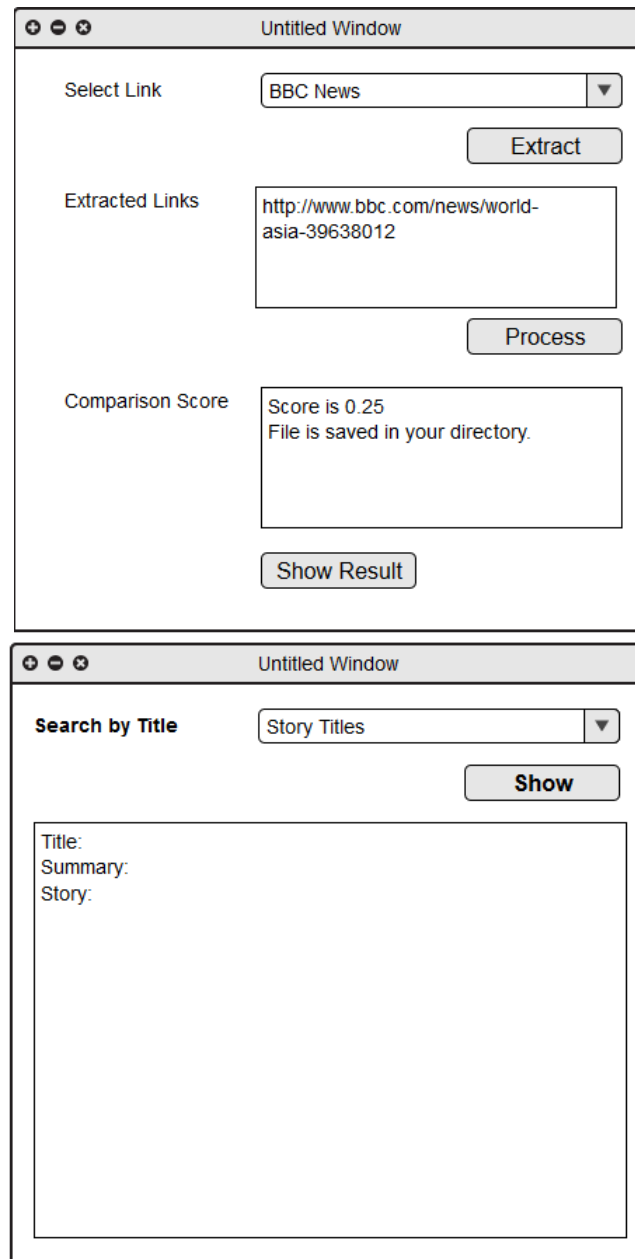 Untitled Window
Select Link
BBC News
Extract
Extracted Links
http://www.bbc.com/news/world-
asia-39638012
Process
Comparison Score
Score is 0.25
File is saved in your directory.
Show Result
Untitled Window
Search by Title
Story Titles
Show
Title:
Summary:
Story: